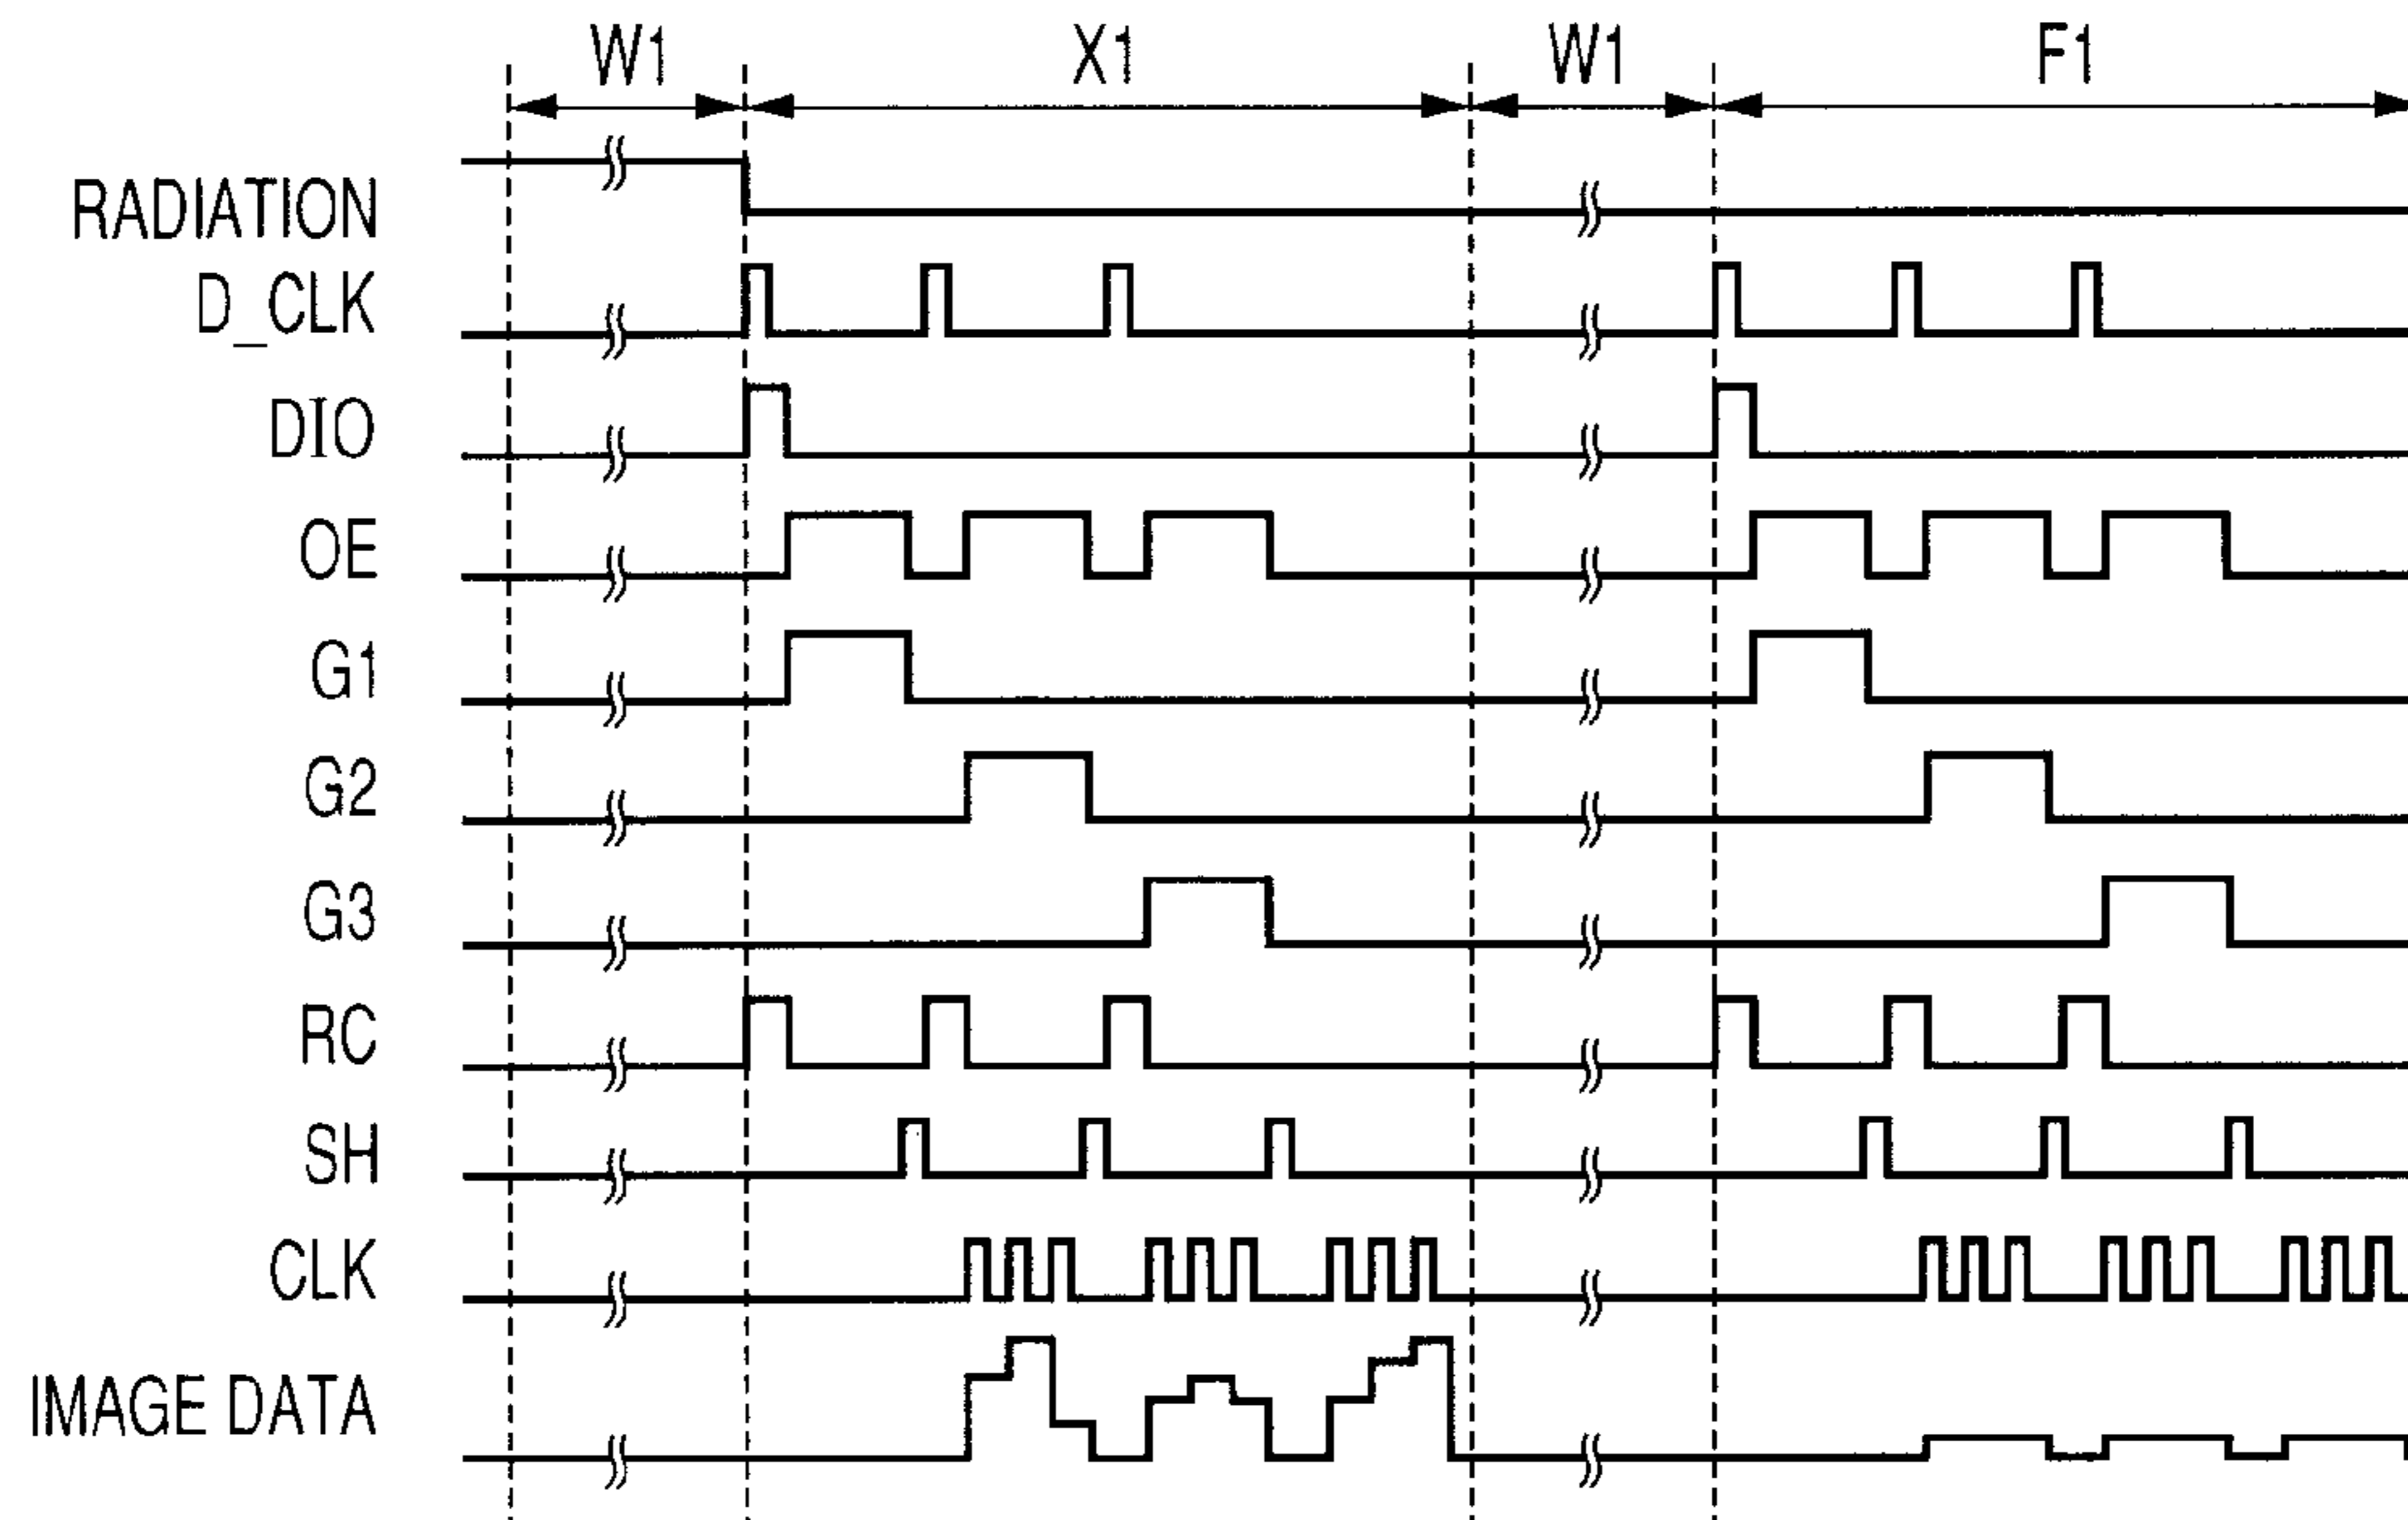 W1 X1 W1 F1
RADIATION
D_CLK
DIO
OE
G1
G2
G3
RC
SH
CLK
IMAGE DATA